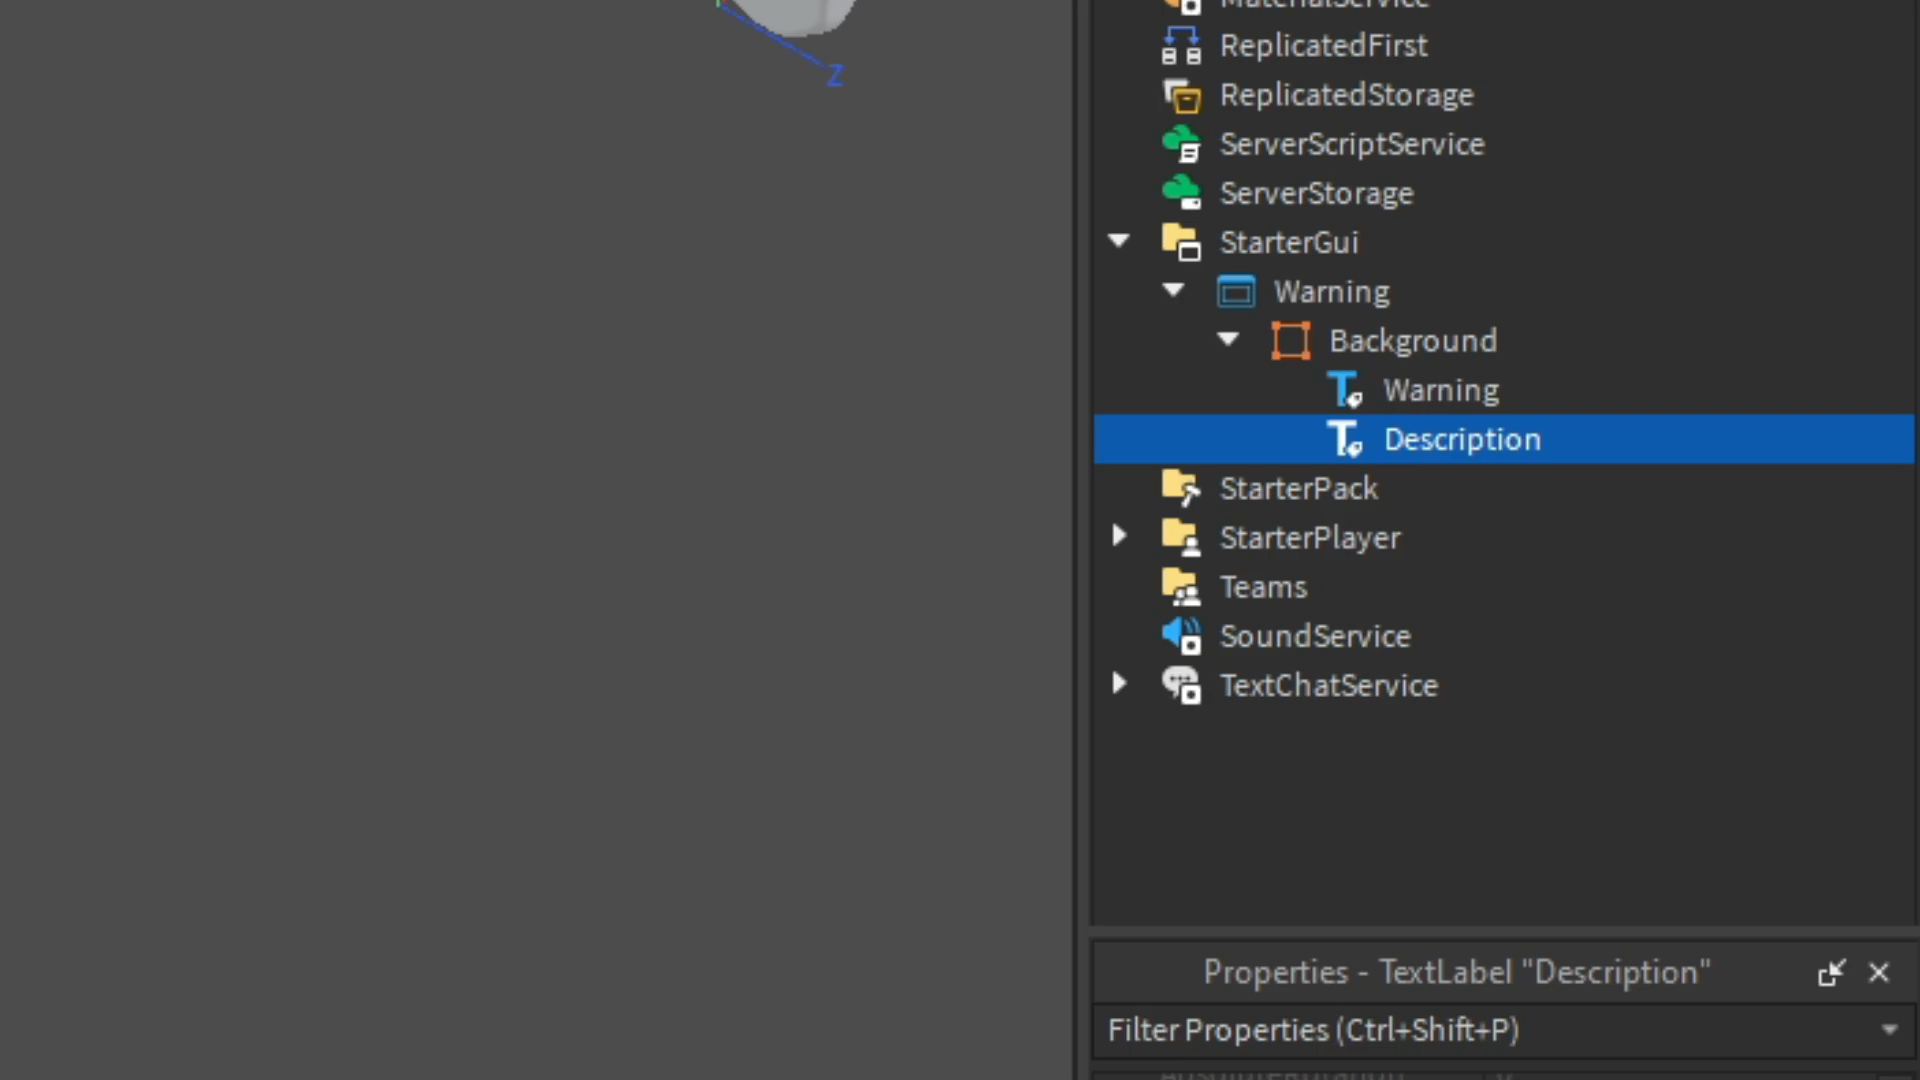 Z
MaterialService
ReplicatedFirst
ReplicatedStorage
ServerScriptService
ServerStorage
StarterGui
Warning
Background
Warning
Description
StarterPack
StarterPlayer
Teams
SoundService
TextChatService
Properties - TextLabel "Description"
Filter Properties (Ctrl+Shift+P)